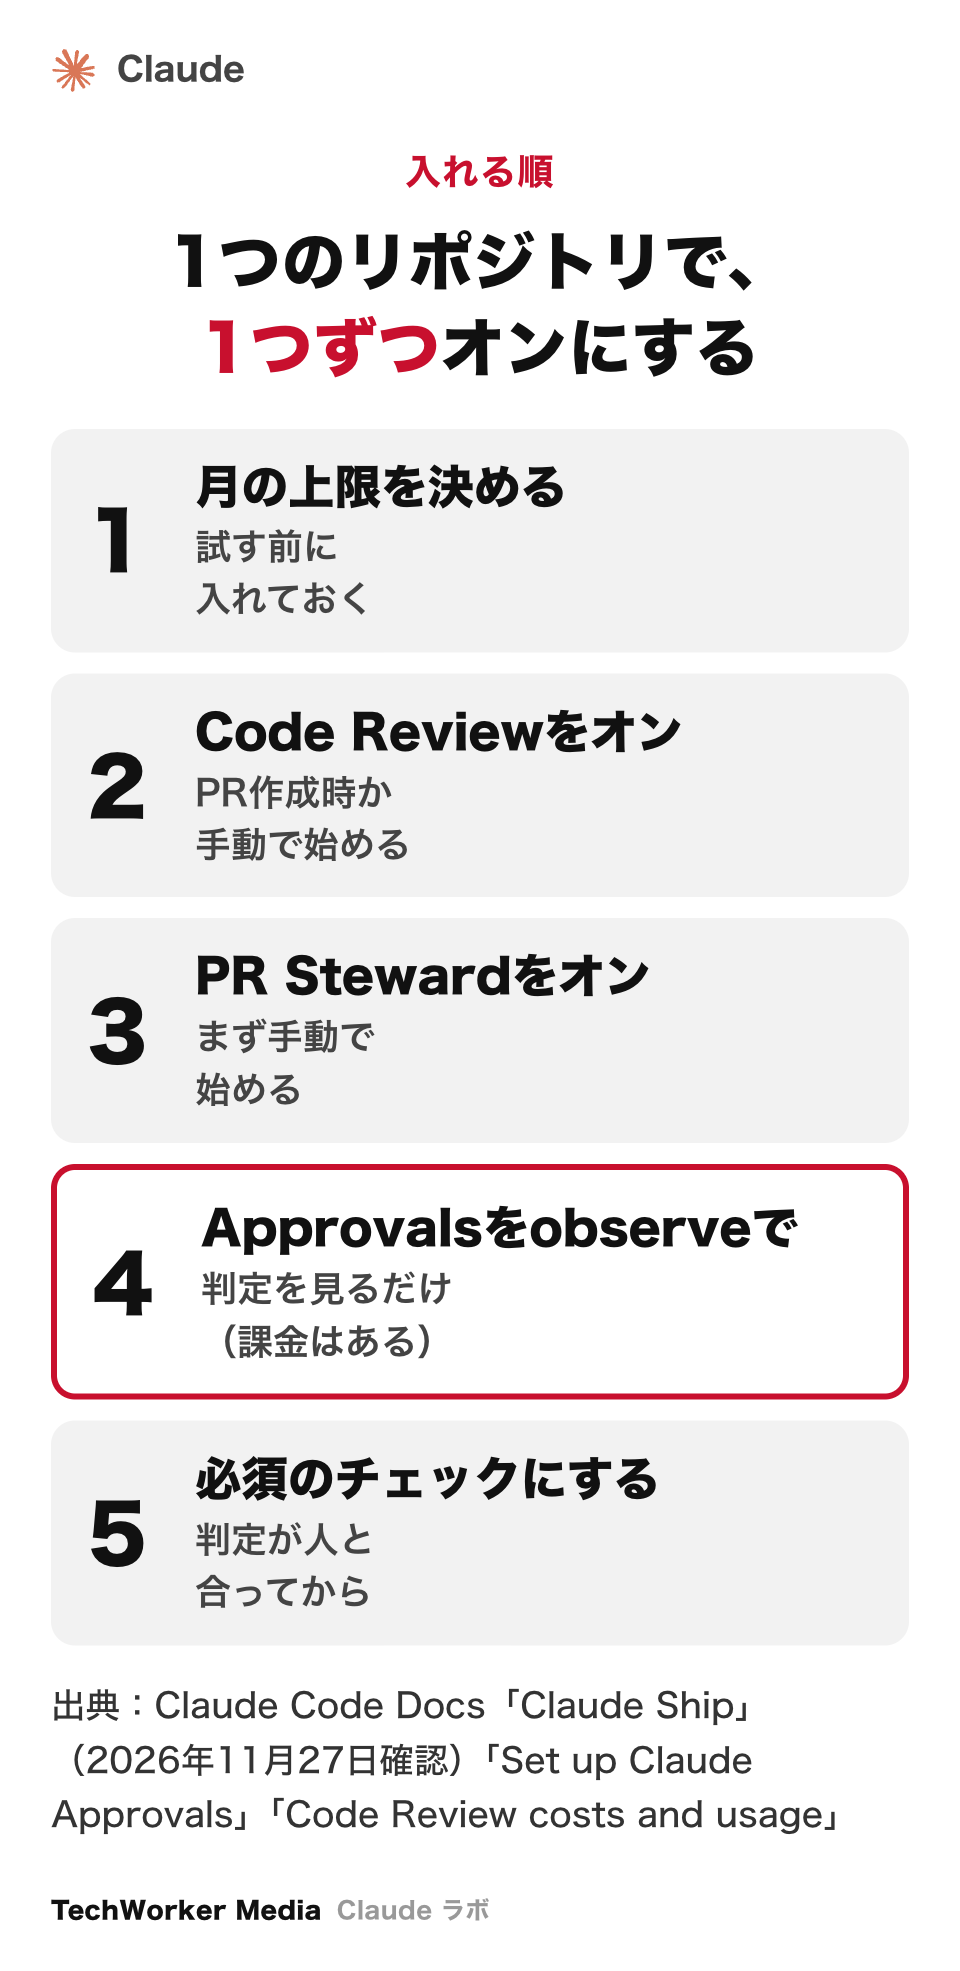 Claude
入れる順
1つのリポジトリで、
1つずつオンにする
1
月の上限を決める
試す前に
入れておく
2
Code Reviewをオン
PR作成時か
手動で始める
3
PR Stewardをオン
まず手動で
始める
4
Approvalsをobserveで
判定を見るだけ
（課金はある）
5
必須のチェックにする
判定が人と
合ってから
出典：Claude Code Docs「Claude Ship」
（2026年11月27日確認）「Set up Claude
Approvals」「Code Review costs and usage」
TechWorker Media Claude ラボ